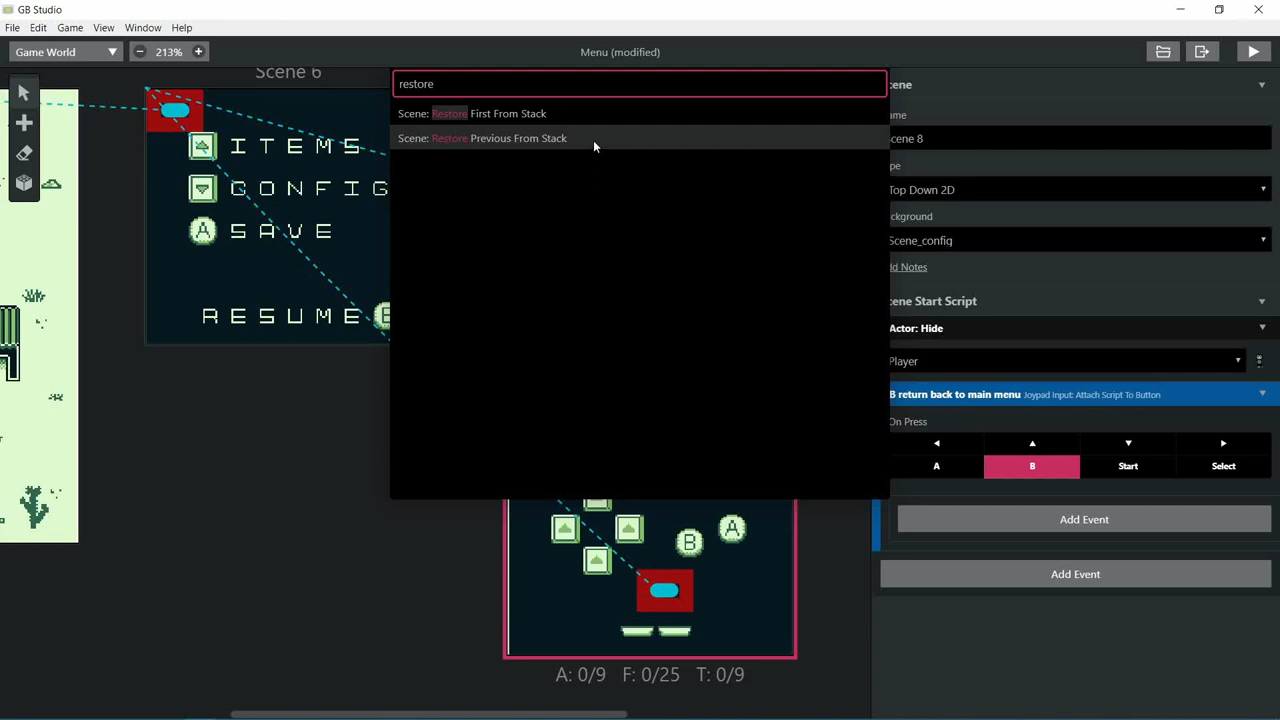 GB Studio
File Edit Game View Window Help
Game World
213%
Menu (modified)
Scene 6
ITEMS
CONFIG
A SAVE
RESUME B
restore
Scene: Restore First From Stack
Scene: Restore Previous From Stack
B A
A: 0/9 F: 0/25 T: 0/9
cene
ame
cene 8
pe
Top Down 2D
ckground
Scene_config
dd Notes
cene Start Script
Actor: Hide
Player
B return back to main menu Joypad Input: Attach Script To Button
On Press
A B Start Select
Add Event
Add Event